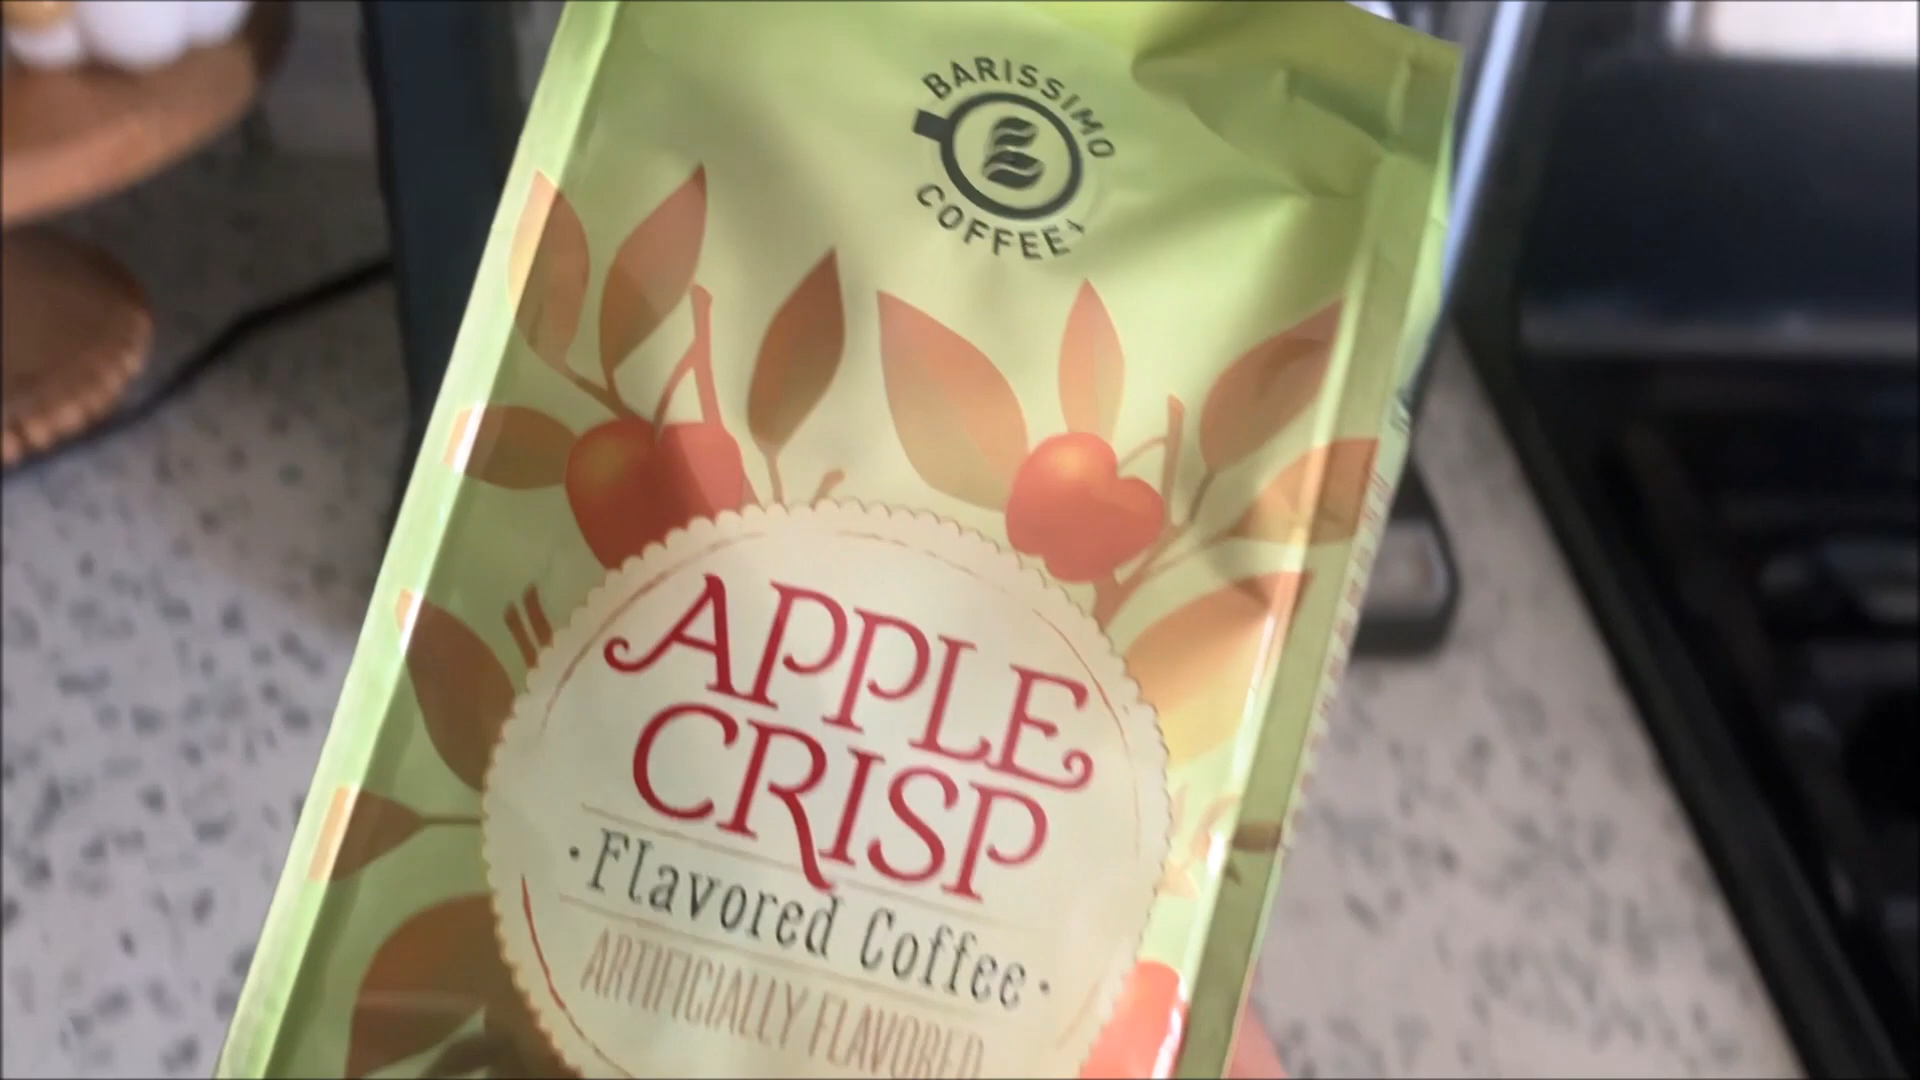 BARISSIMO
COFFEE
APPLE
CRISP
· Flavored Coffee ·
ARTIFICIALLY FLAVORED